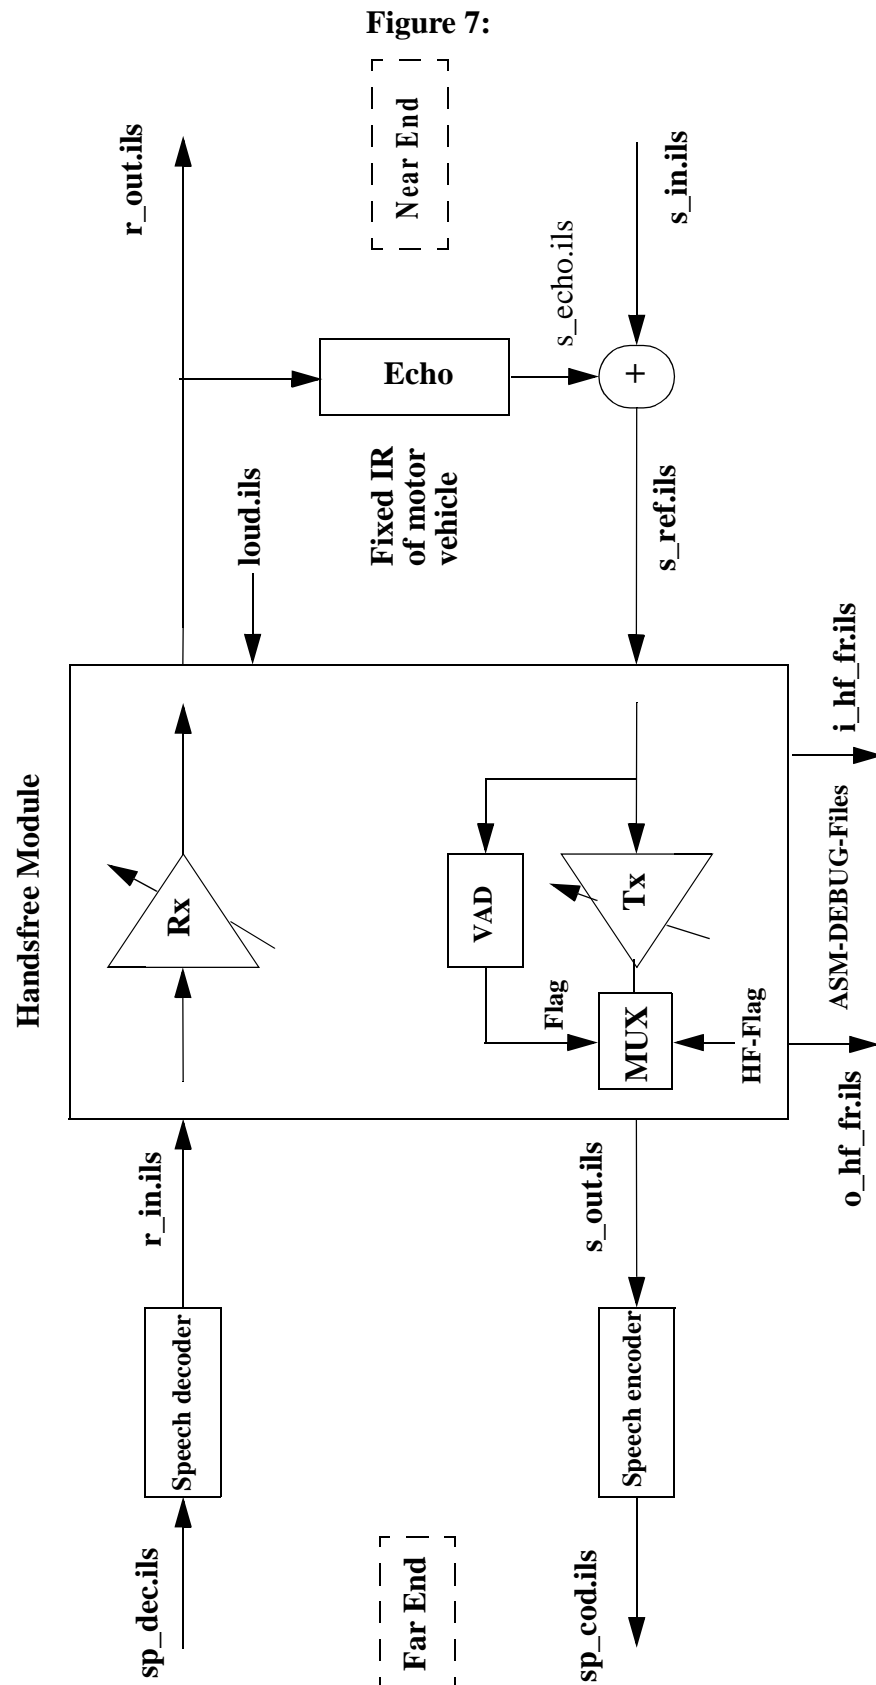 Figure 7:
Near End
r_out.ils
s_in.ils
s_echo.ils
Echo
+
Fixed IR
of motor
vehicle
loud.ils
s_ref.ils
Handsfree Module
Rx
VAD
Tx
Flag
MUX
HF-Flag
i_hf_fr.ils
ASM-DEBUG-Files
o_hf_fr.ils
r_in.ils
s_out.ils
Speech decoder
Speech encoder
sp_dec.ils
Far End
sp_cod.ils